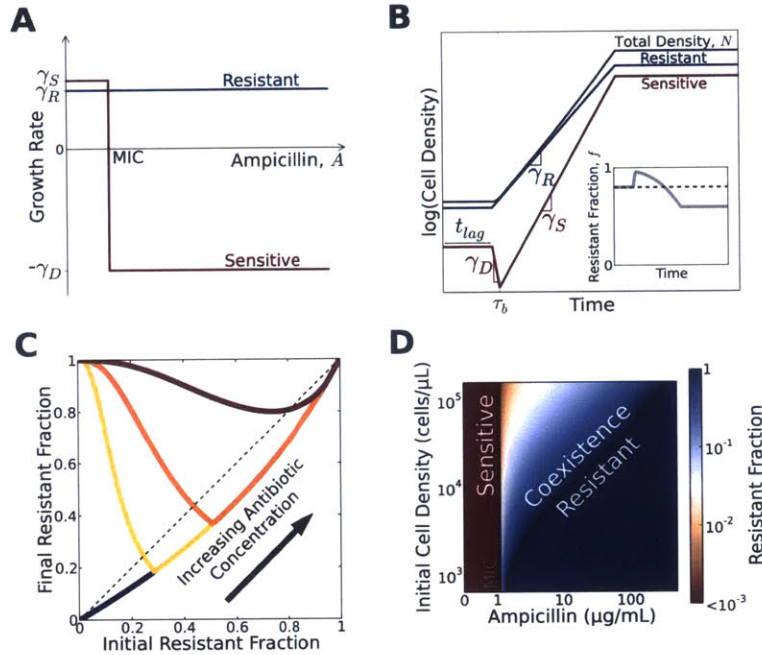 A
γS
γR
0
-γD
Growth Rate
Resistant
MIC
Ampicillin, A
Sensitive
B
log(Cell Density)
Total Density, N
Resistant
Sensitive
γR
γS
tlag
γD
τb
Time
Resistant Fraction, f
1
0
Time
C
Final Resistant Fraction
1
0.8
0.6
0.4
0.2
0
0
0.2
0.4
0.6
0.8
1
Initial Resistant Fraction
Increasing Antibiotic
Concentration
D
Initial Cell Density (cells/μL)
10^5
10^4
10^3
Sensitive
MIC
Coexistence
Resistant
0
1
10
100
Ampicillin (μg/mL)
1
10^-1
10^-2
<10^-3
Resistant Fraction